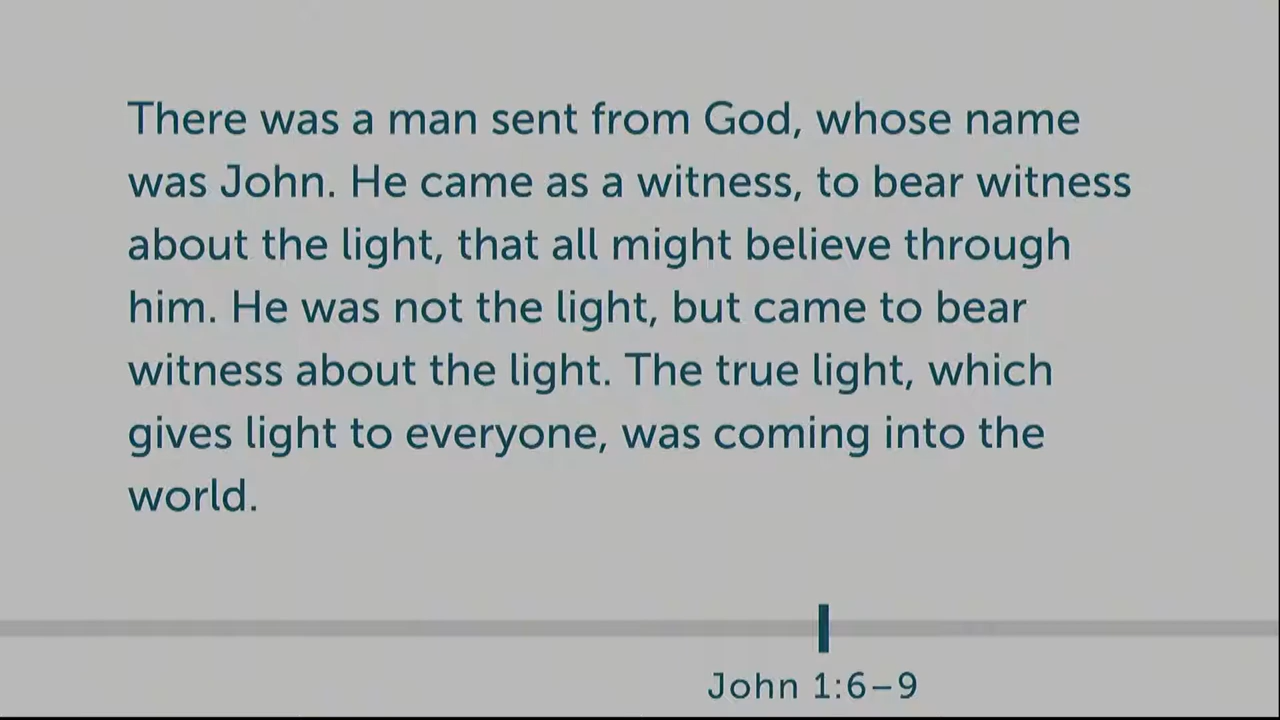 There was a man sent from God, whose name
was John. He came as a witness, to bear witness
about the light, that all might believe through
him. He was not the light, but came to bear
witness about the light. The true light, which
gives light to everyone, was coming into the
world.
John 1:6–9